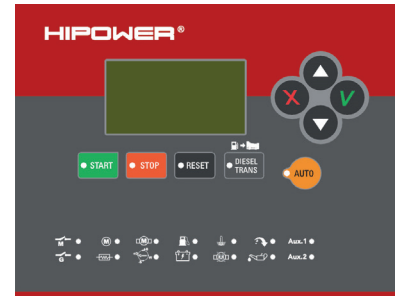 HIPOWER®
X
V
START
STOP
RESET
DIESEL
TRANS
AUTO
M
M
M
Aux.1
G
Aux.2